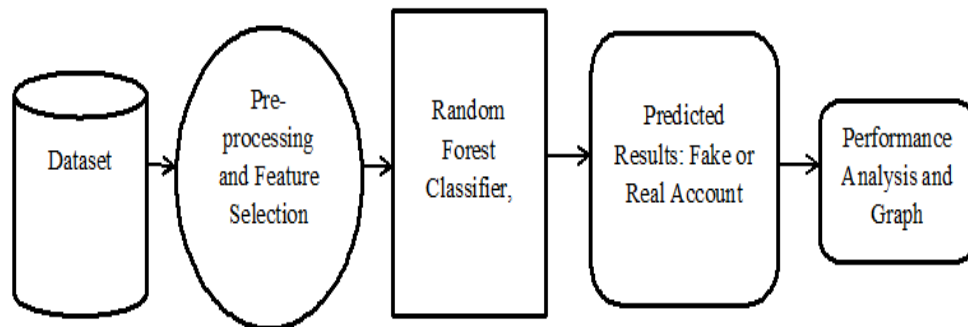 Dataset
Pre-
processing
and Feature
Selection
Random
Forest
Classifier,
Predicted
Results: Fake or
Real Account
Performance
Analysis and
Graph